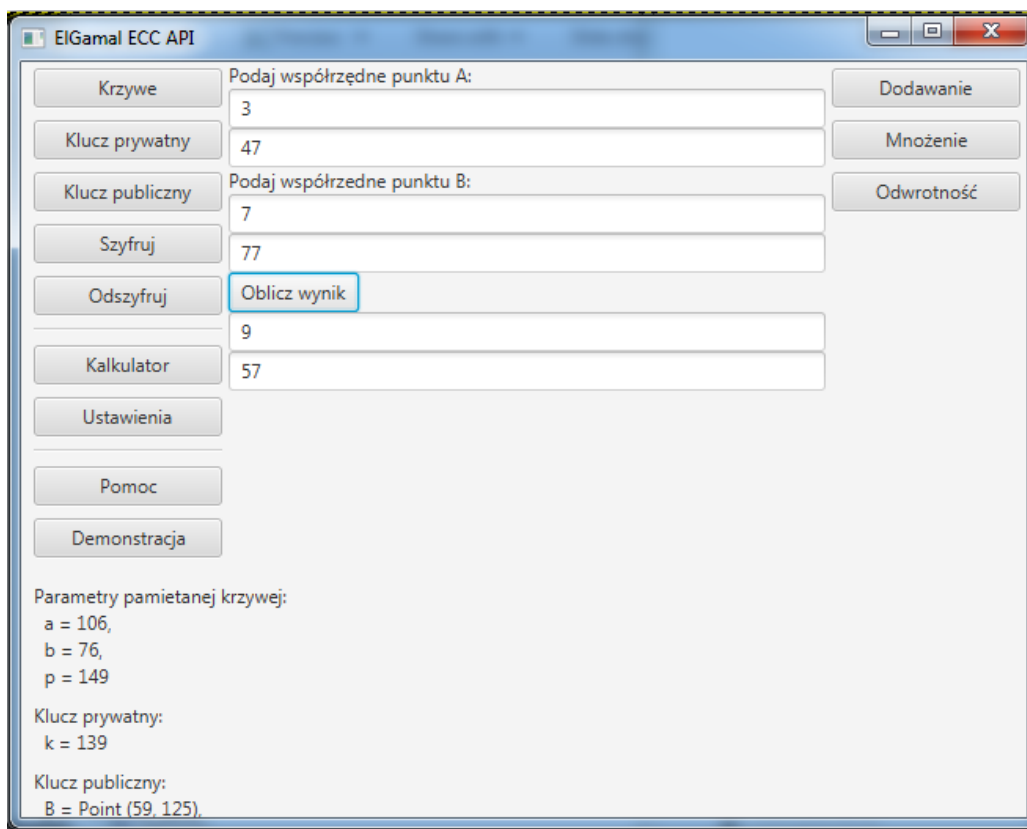 ElGamal ECC API
Krzywe
Klucz prywatny
Klucz publiczny
Szyfruj
Odszyfruj
Kalkulator
Ustawienia
Pomoc
Demonstracja
Podaj współrzędne punktu A:
3
47
Podaj współrzedne punktu B:
7
77
Oblicz wynik
9
57
Dodawanie
Mnożenie
Odwrotność
Parametry pamietanej krzywej:
a = 106,
b = 76,
p = 149
Klucz prywatny:
k = 139
Klucz publiczny:
B = Point (59, 125),